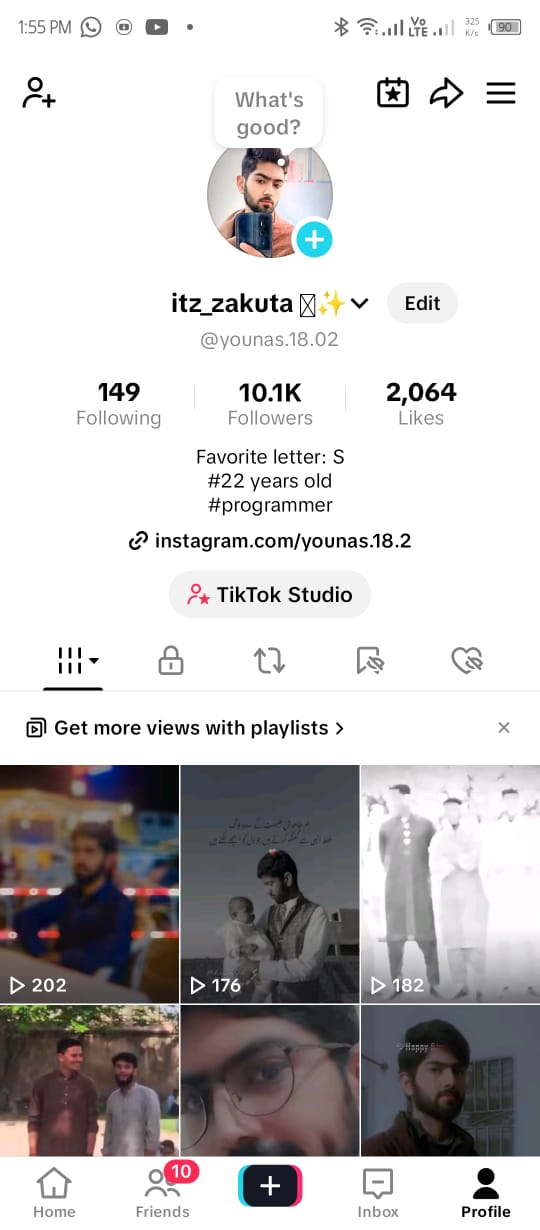 1:55 PM
Vo
LTE
325
K/s
90
What's
good?
itz_zakuta
Edit
@younas.18.02
149
Following
10.1K
Followers
2,064
Likes
Favorite letter: S
#22 years old
#programmer
instagram.com/younas.18.2
TikTok Studio
Get more views with playlists
202
176
182
Happy
Home
10
Friends
Inbox
Profile